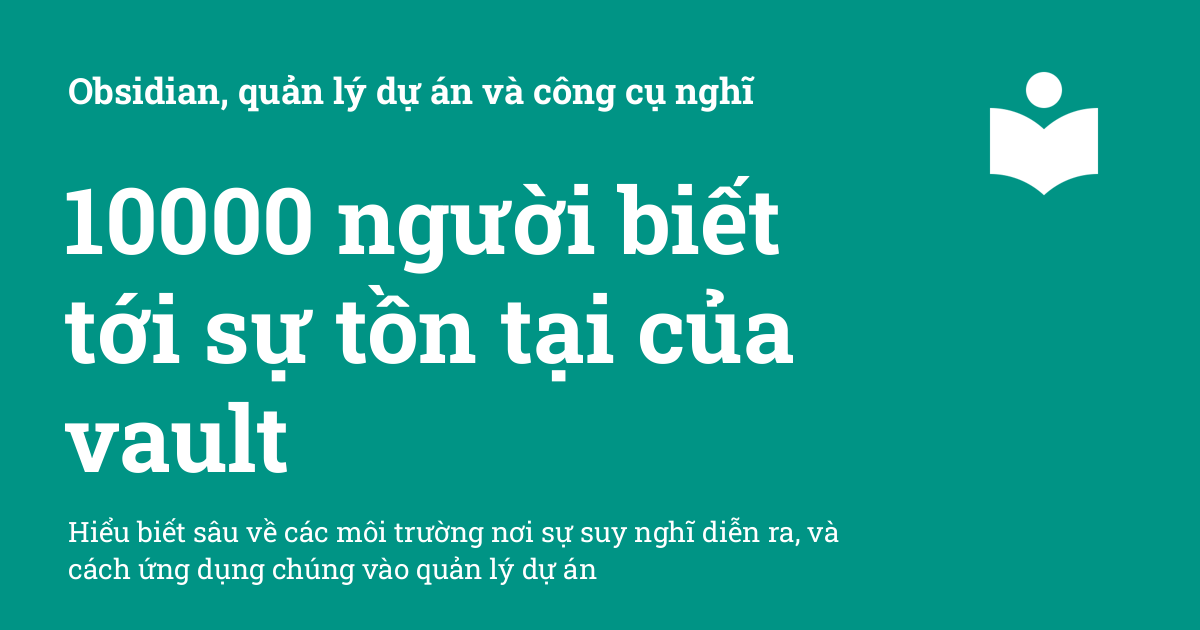 Obsidian, quản lý dự án và công cụ nghĩ
10000 người biết
tới sự tồn tại của
vault
Hiểu biết sâu về các môi trường nơi sự suy nghĩ diễn ra, và
cách ứng dụng chúng vào quản lý dự án